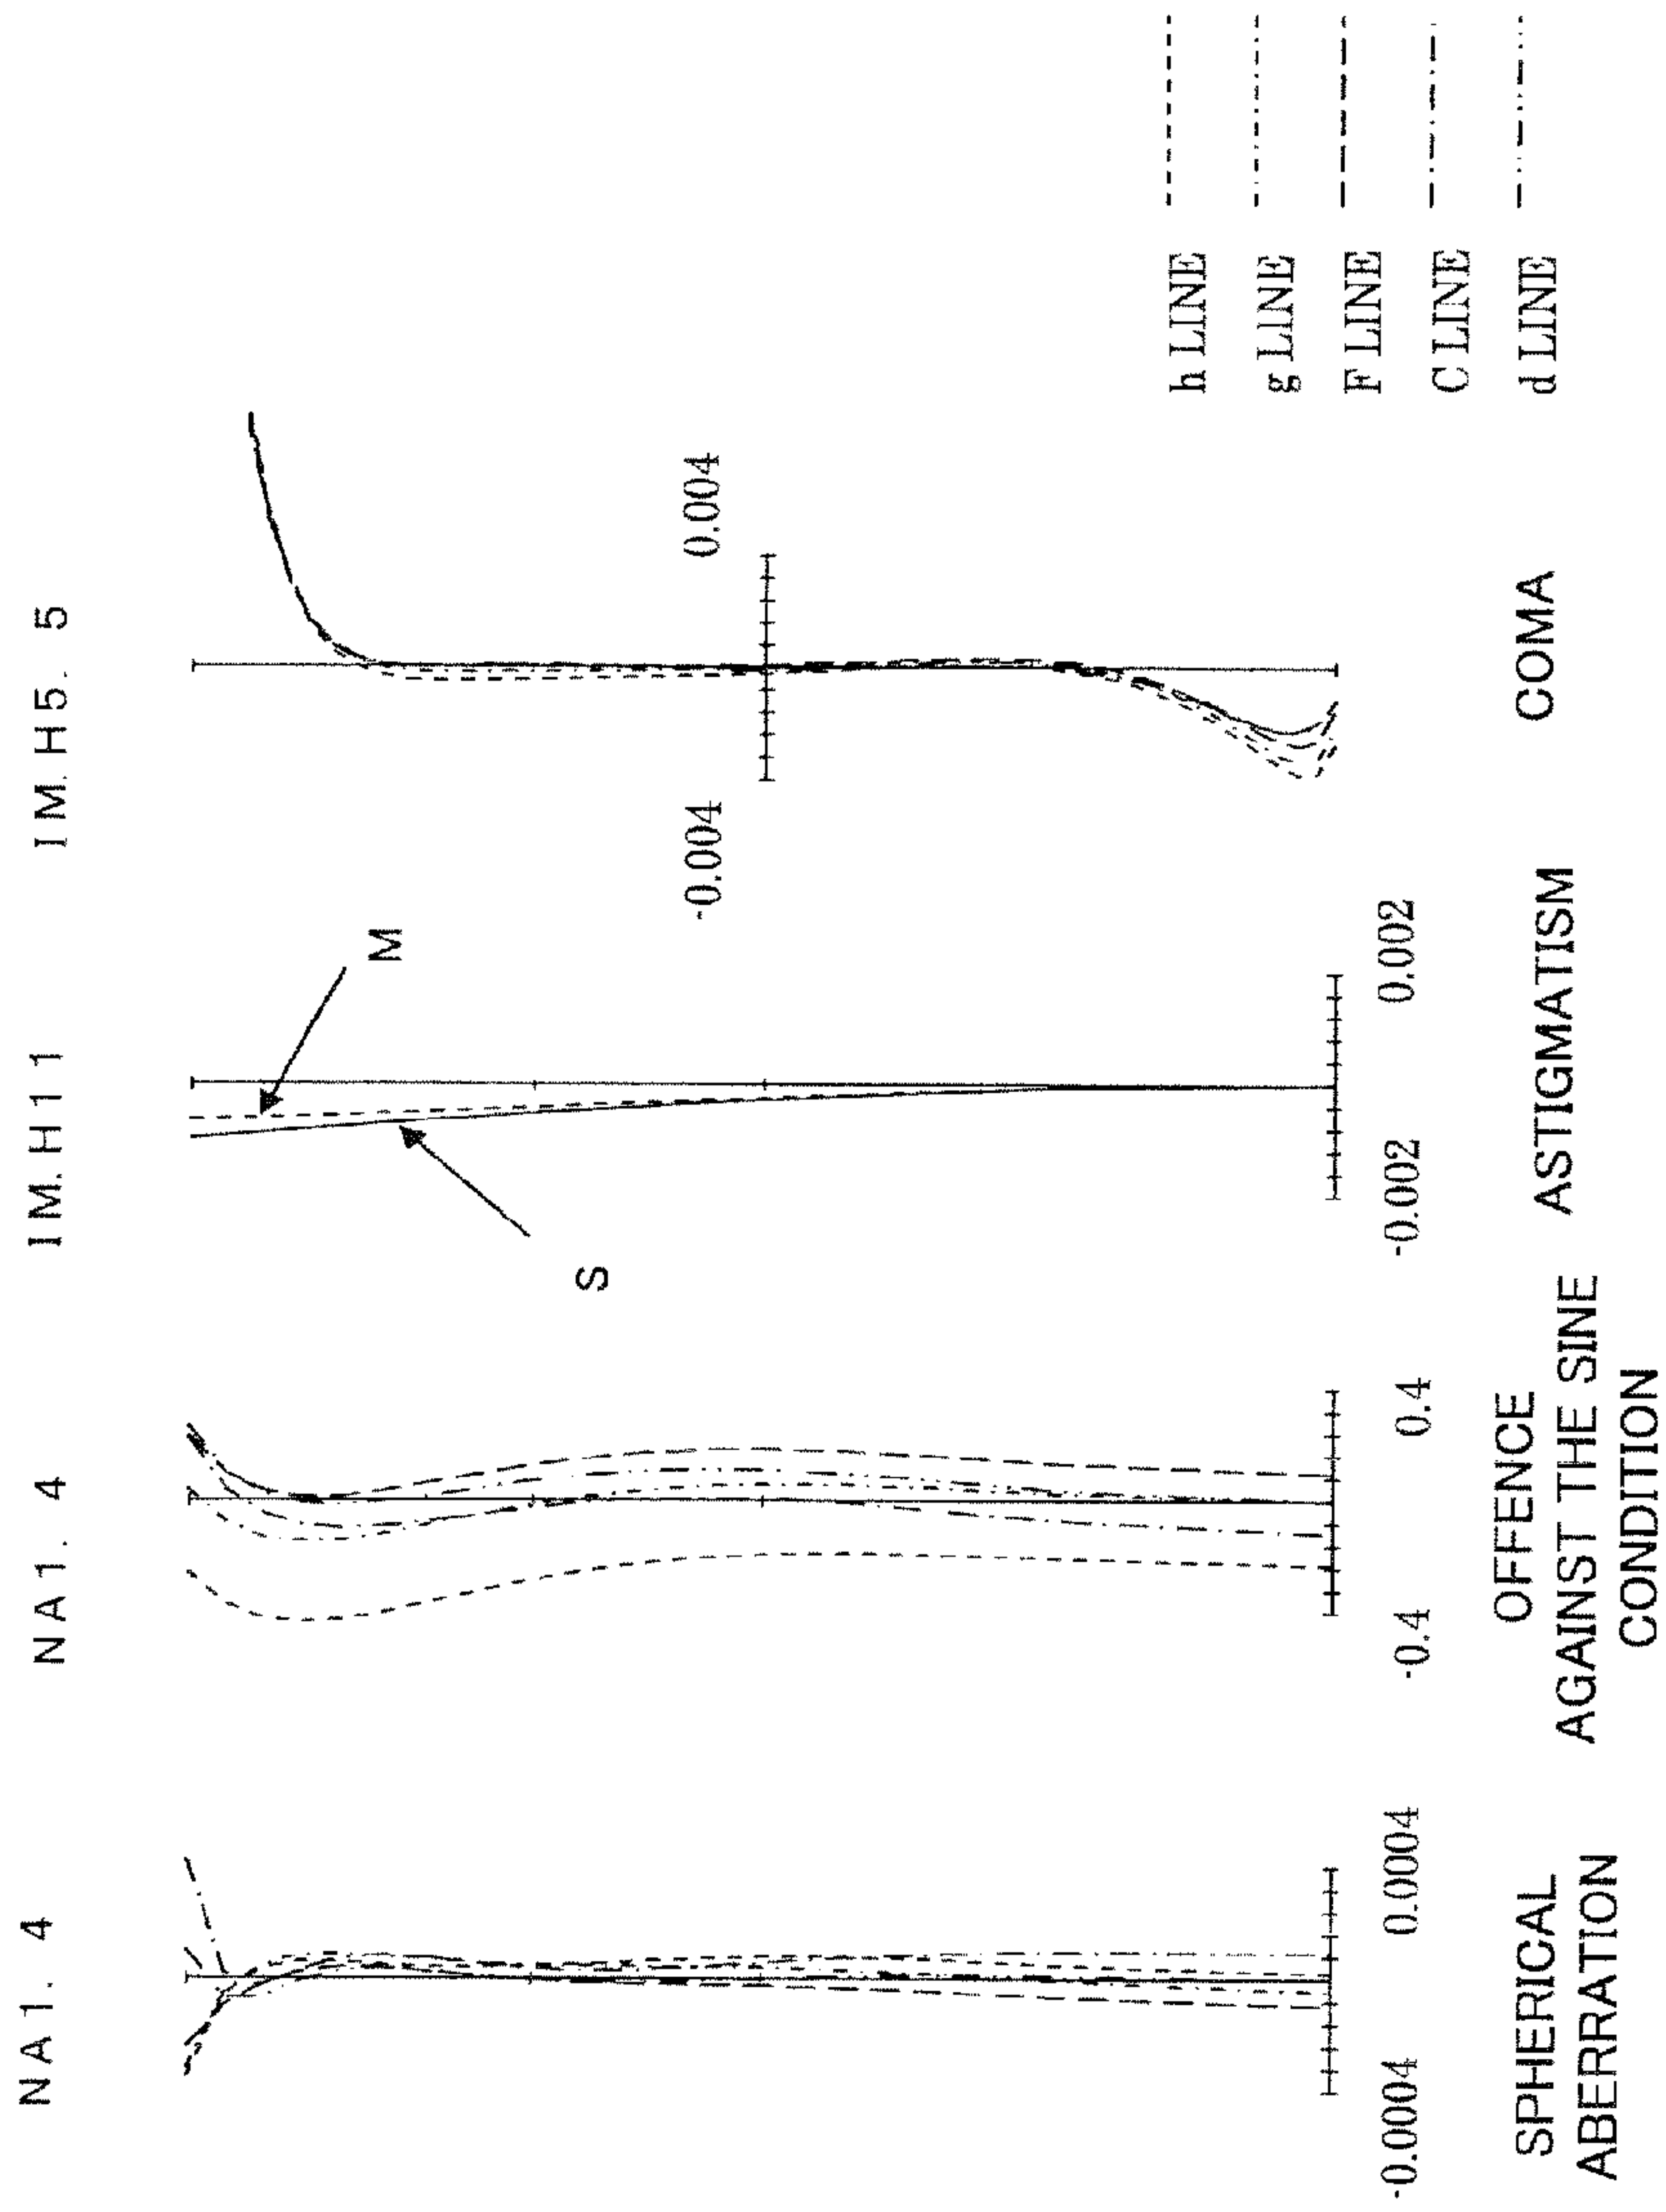 NA1. 4
0.0004
-0.0004
SPHERICAL
ABERRATION
NA1. 4
0.4
-0.4
OFFENCE
AGAINST THE SINE
CONDITION
IM. H11
M
S
0.002
-0.002
ASTIGMATISM
IM. H5. 5
0.004
-0.004
COMA
h LINE
g LINE
F LINE
C LINE
d LINE